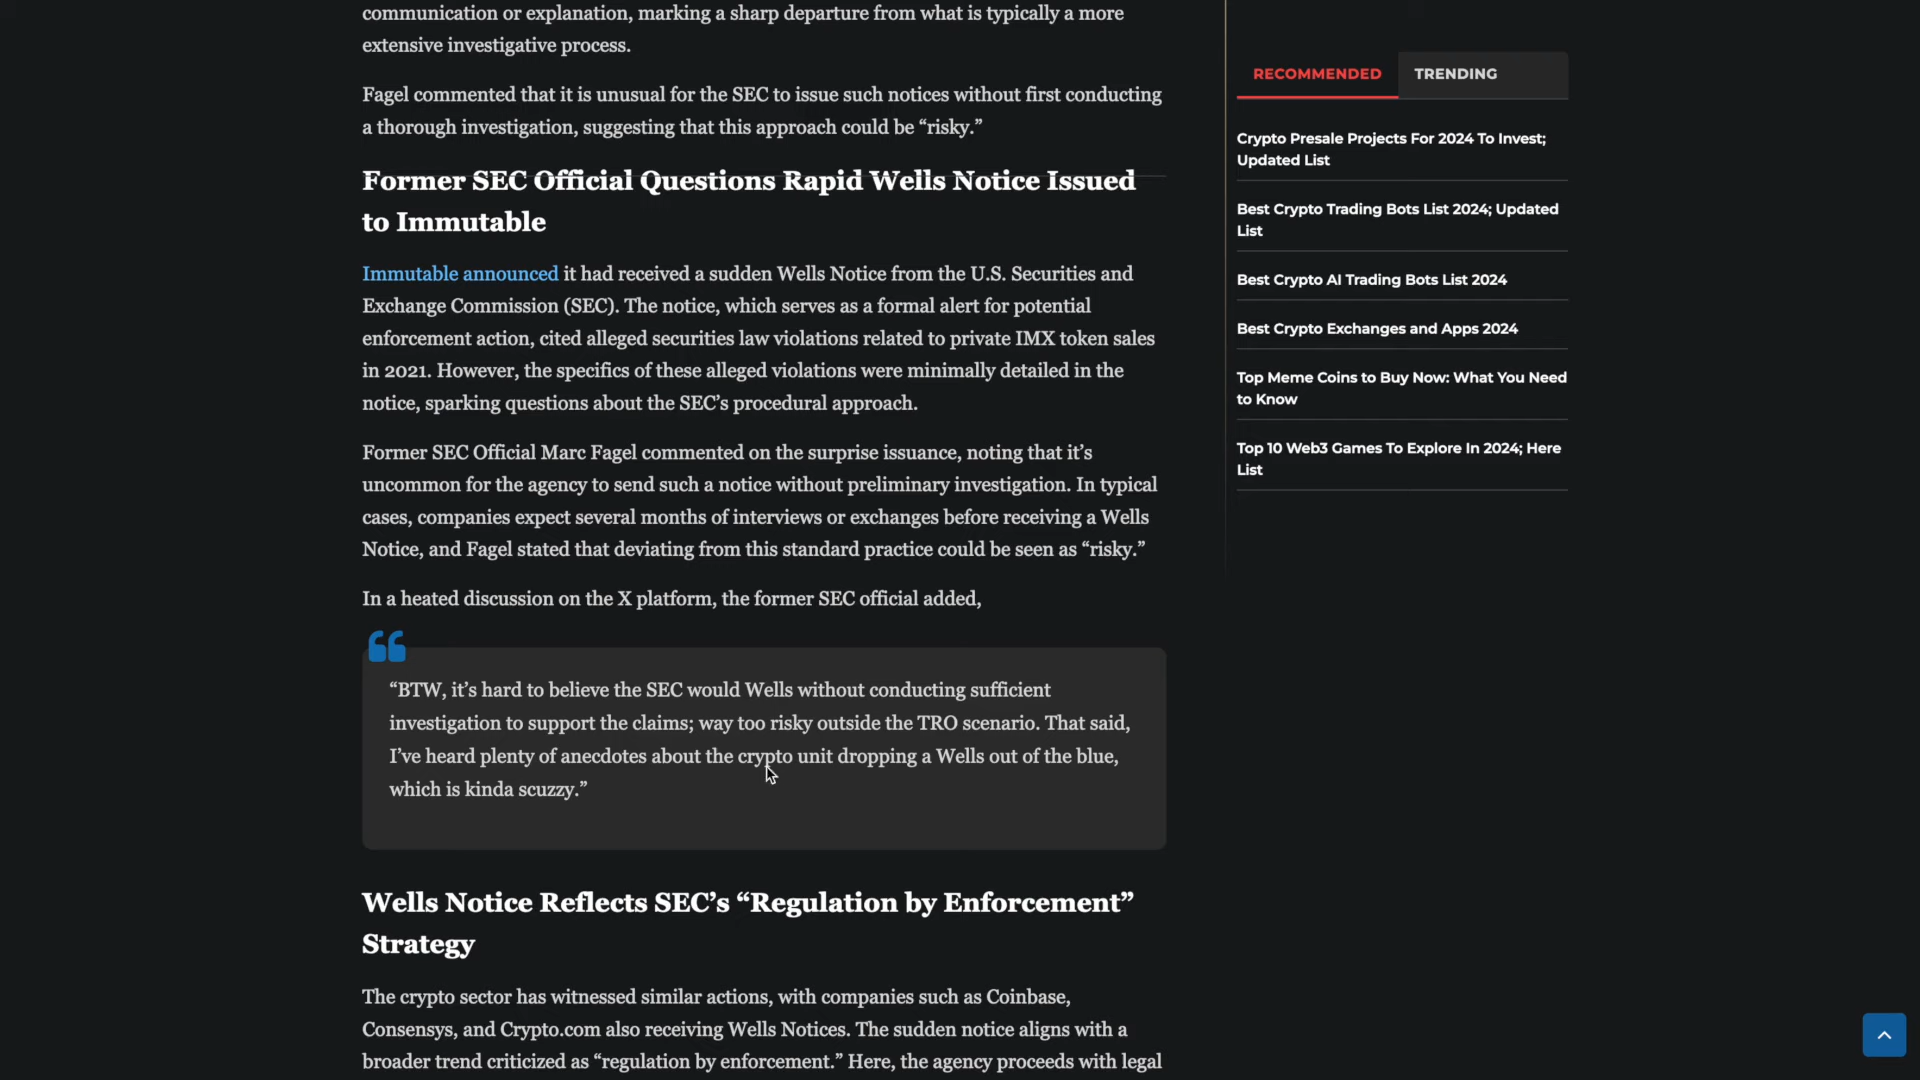 communication or explanation, marking a sharp departure from what is typically a more
extensive investigative process.
Fagel commented that it is unusual for the SEC to issue such notices without first conducting
a thorough investigation, suggesting that this approach could be “risky.”
Former SEC Official Questions Rapid Wells Notice Issued
to Immutable
Immutable announced it had received a sudden Wells Notice from the U.S. Securities and
Exchange Commission (SEC). The notice, which serves as a formal alert for potential
enforcement action, cited alleged securities law violations related to private IMX token sales
in 2021. However, the specifics of these alleged violations were minimally detailed in the
notice, sparking questions about the SEC’s procedural approach.
Former SEC Official Marc Fagel commented on the surprise issuance, noting that it’s
uncommon for the agency to send such a notice without preliminary investigation. In typical
cases, companies expect several months of interviews or exchanges before receiving a Wells
Notice, and Fagel stated that deviating from this standard practice could be seen as “risky.”
In a heated discussion on the X platform, the former SEC official added,
“BTW, it’s hard to believe the SEC would Wells without conducting sufficient
investigation to support the claims; way too risky outside the TRO scenario. That said,
I’ve heard plenty of anecdotes about the crypto unit dropping a Wells out of the blue,
which is kinda scuzzy.”
Wells Notice Reflects SEC’s “Regulation by Enforcement”
Strategy
The crypto sector has witnessed similar actions, with companies such as Coinbase,
Consensys, and Crypto.com also receiving Wells Notices. The sudden notice aligns with a
broader trend criticized as “regulation by enforcement.” Here, the agency proceeds with legal
RECOMMENDED
TRENDING
Crypto Presale Projects For 2024 To Invest;
Updated List
Best Crypto Trading Bots List 2024; Updated
List
Best Crypto AI Trading Bots List 2024
Best Crypto Exchanges and Apps 2024
Top Meme Coins to Buy Now: What You Need
to Know
Top 10 Web3 Games To Explore In 2024; Here
List